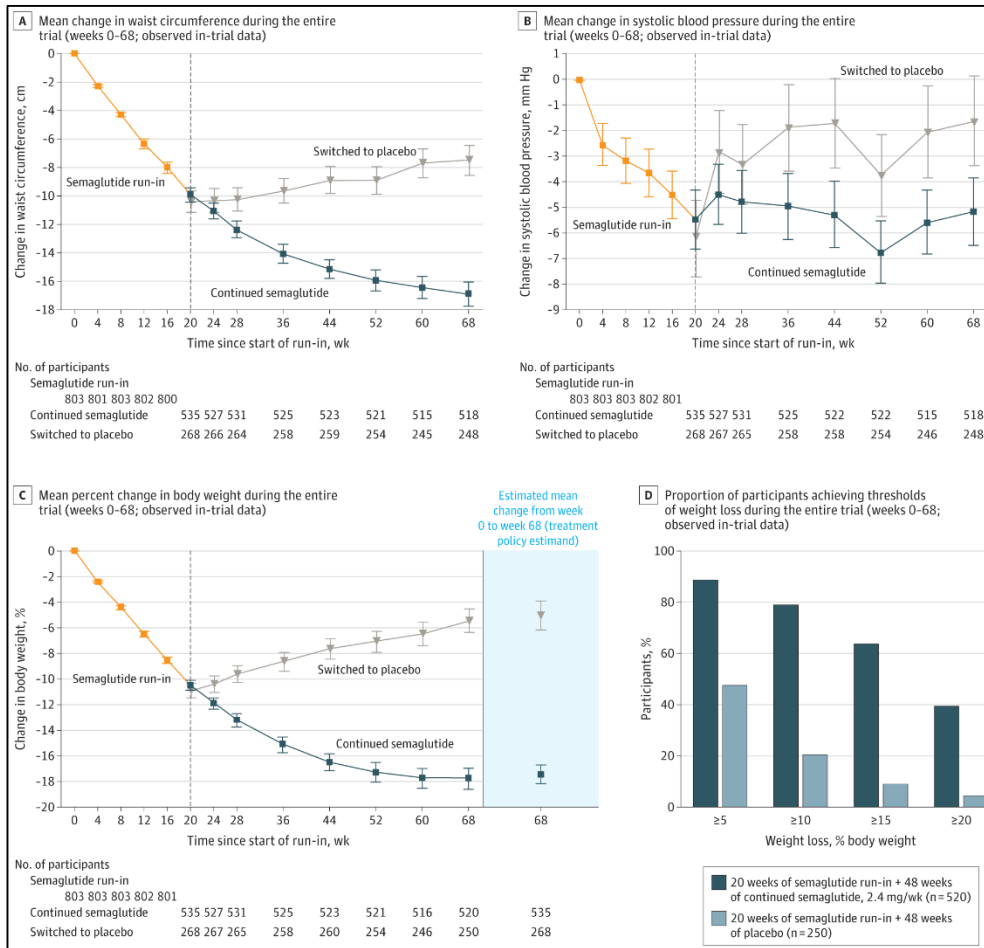 A Mean change in waist circumference during the entire
trial (weeks 0-68; observed in-trial data)
0
-2
-4
-6
-8
-10
-12
-14
-16
-18
Change in waist circumference, cm
Semaglutide run-in
Switched to placebo
Continued semaglutide
0 4 8 12 16 20 24 28 36 44 52 60 68
Time since start of run-in, wk
No. of participants
Semaglutide run-in
803 801 803 802 800
Continued semaglutide 535 527 531 525 523 521 515 518
Switched to placebo 268 266 264 258 259 254 245 248
B Mean change in systolic blood pressure during the entire
trial (weeks 0-68; observed in-trial data)
1
0
-1
-2
-3
-4
-5
-6
-7
-8
-9
Change in systolic blood pressure, mm Hg
Switched to placebo
Semaglutide run-in
Continued semaglutide
0 4 8 12 16 20 24 28 36 44 52 60 68
Time since start of run-in, wk
No. of participants
Semaglutide run-in
803 803 803 802 801
Continued semaglutide 535 527 531 525 522 522 515 518
Switched to placebo 268 267 265 258 258 254 246 248
C Mean percent change in body weight during the entire
trial (weeks 0-68; observed in-trial data)
Estimated mean
change from week
0 to week 68 (treatment
policy estimand)
0
-2
-4
-6
-8
-10
-12
-14
-16
-18
-20
Change in body weight, %
Semaglutide run-in
Switched to placebo
Continued semaglutide
0 4 8 12 16 20 24 28 36 44 52 60 68 68
Time since start of run-in, wk
No. of participants
Semaglutide run-in
803 803 803 802 801
Continued semaglutide 535 527 531 525 523 521 516 520 535
Switched to placebo 268 267 265 258 260 254 246 250 268
D Proportion of participants achieving thresholds
of weight loss during the entire trial (weeks 0-68;
observed in-trial data)
100
80
60
40
20
0
Participants, %
≥5 ≥10 ≥15 ≥20
Weight loss, % body weight
20 weeks of semaglutide run-in + 48 weeks
of continued semaglutide, 2.4 mg/wk (n=520)
20 weeks of semaglutide run-in + 48 weeks
of placebo (n=250)